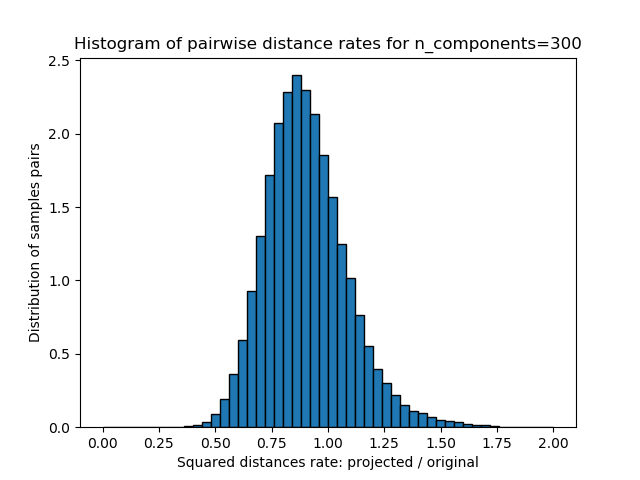 Histogram of pairwise distance rates for n_components=300
2.5
2.0
1.5
1.0
0.5
0.0
Distribution of samples pairs
0.00 0.25 0.50 0.75 1.00 1.25 1.50 1.75 2.00
Squared distances rate: projected / original